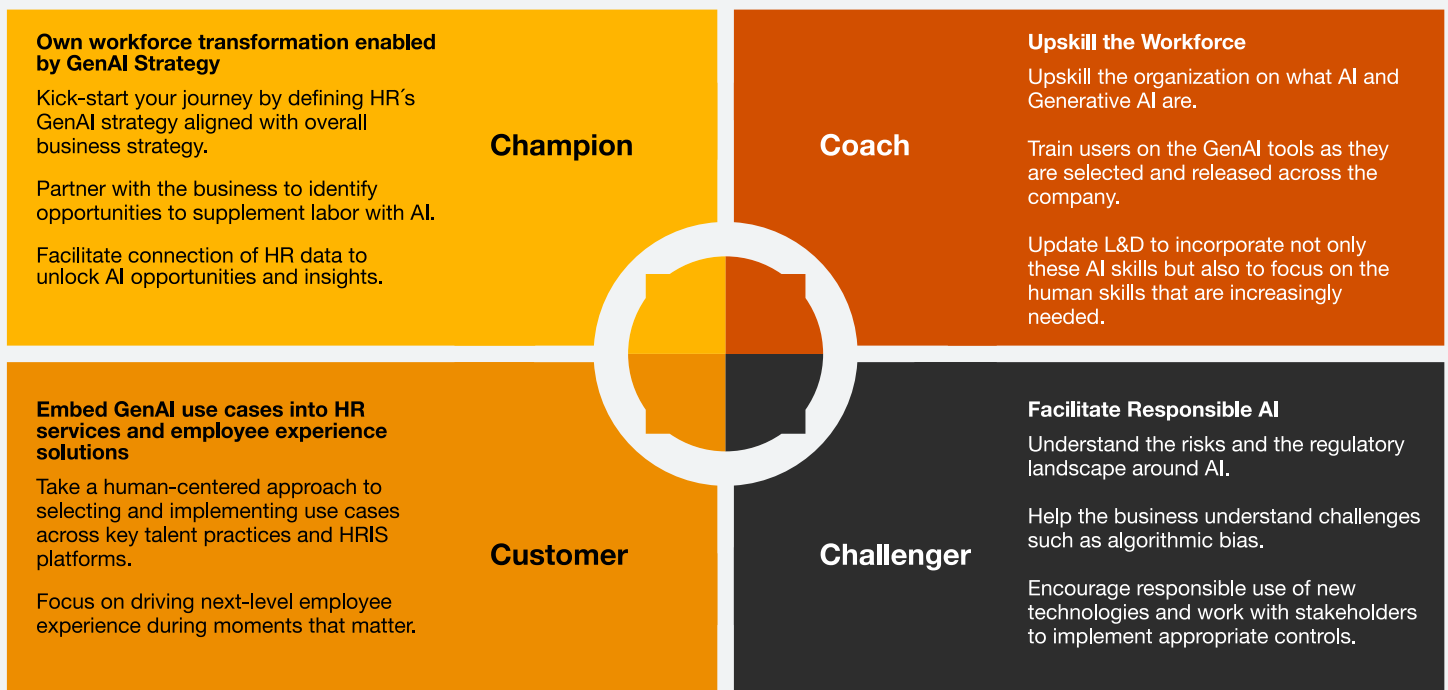 Own workforce transformation enabled
by GenAI Strategy
Kick-start your journey by defining HR´s
GenAI strategy aligned with overall
business strategy.
Partner with the business to identify
opportunities to supplement labor with AI.
Facilitate connection of HR data to
unlock AI opportunities and insights.
Champion
Coach
Upskill the Workforce
Upskill the organization on what AI and
Generative AI are.
Train users on the GenAI tools as they
are selected and released across the
company.
Update L&D to incorporate not only
these AI skills but also to focus on the
human skills that are increasingly
needed.
Embed GenAI use cases into HR
services and employee experience
solutions
Take a human-centered approach to
selecting and implementing use cases
across key talent practices and HRIS
platforms.
Focus on driving next-level employee
experience during moments that matter.
Customer
Challenger
Facilitate Responsible AI
Understand the risks and the regulatory
landscape around AI.
Help the business understand challenges
such as algorithmic bias.
Encourage responsible use of new
technologies and work with stakeholders
to implement appropriate controls.